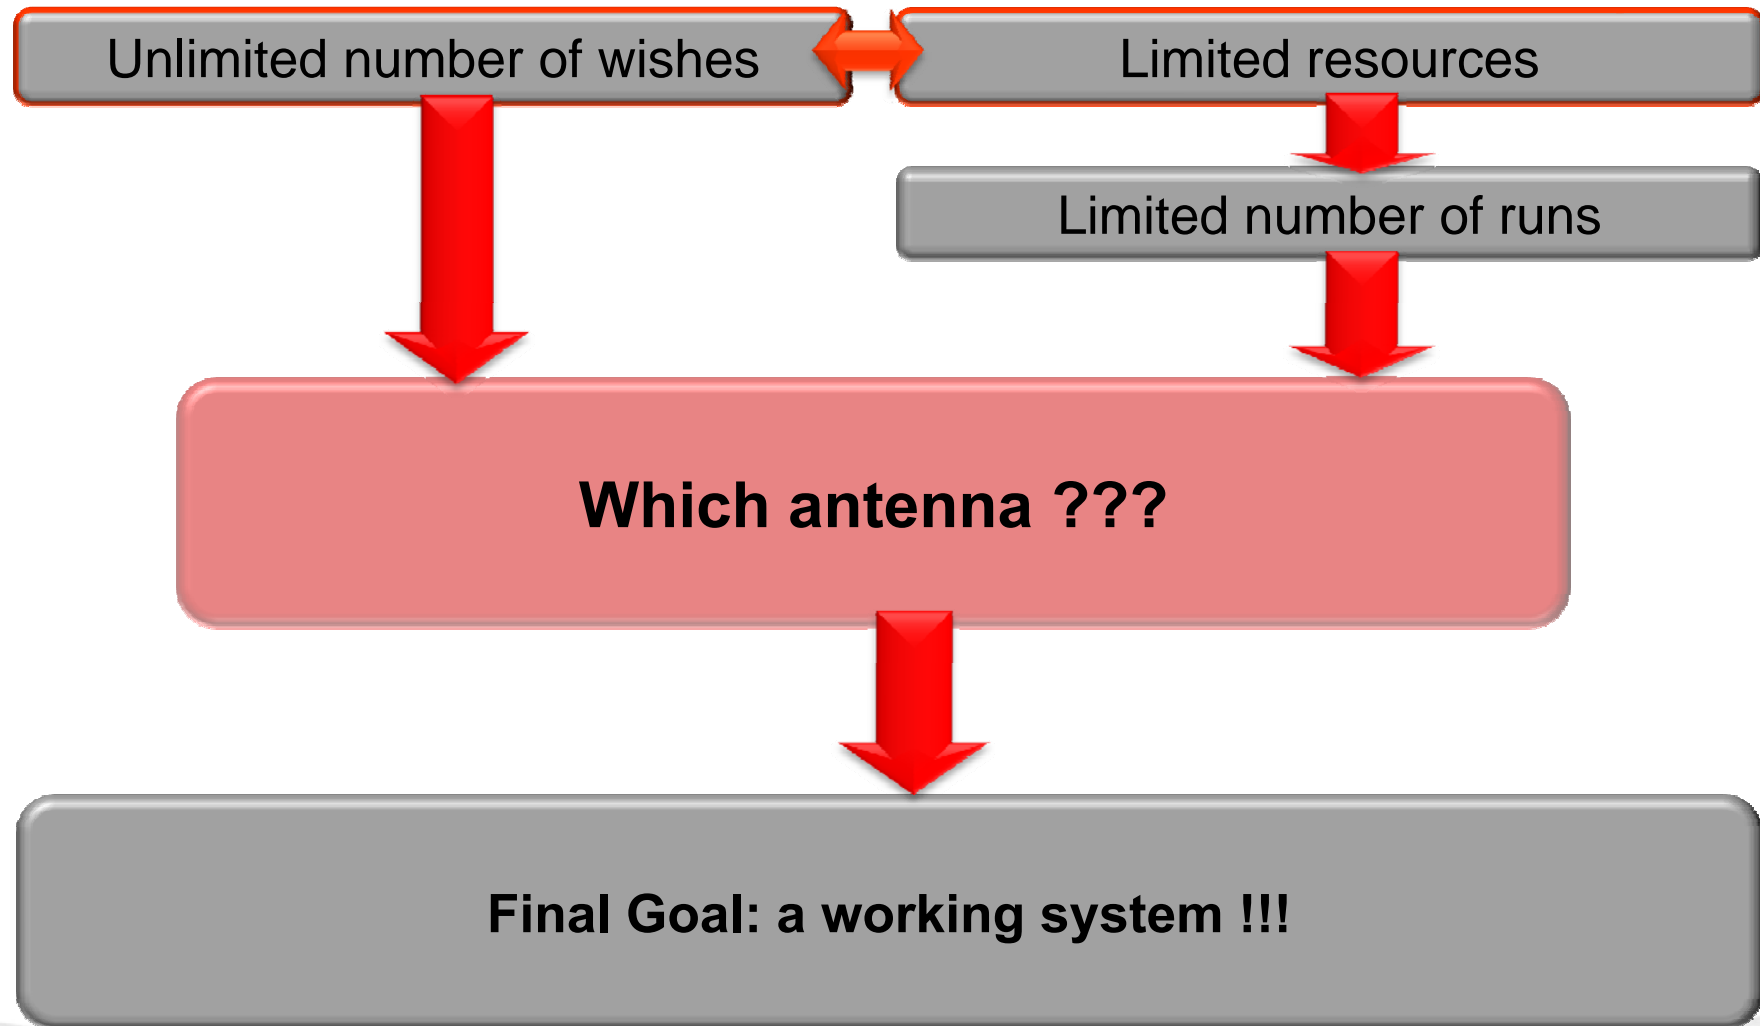 Unlimited number of wishes
Limited resources
Limited number of runs
Which antenna ???
Final Goal: a working system !!!